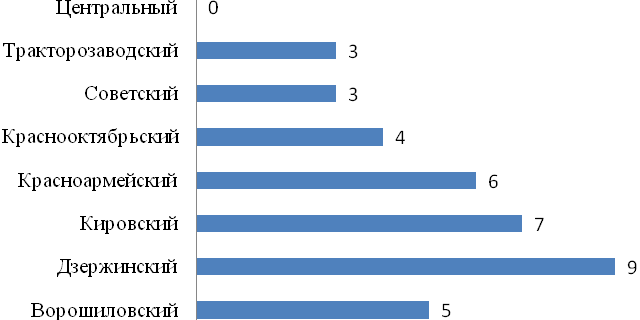 Центральный 0
Тракторозаводский 3
Советский 3
Краснооктябрьский 4
Красноармейский 6
Кировский 7
Дзержинский 9
Ворошиловский 5